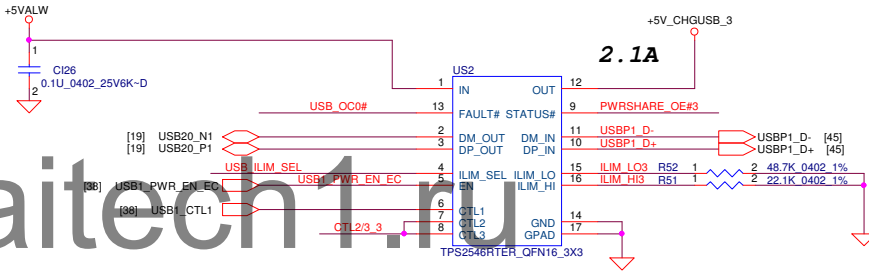 +5VALW
+5V_CHGUSB_3
2.1A
1
CI26
0.1U_0402_25V6K~D
2
US2
1 IN OUT 12
USB_OC0# 13 FAULT# STATUS# 9 PWRSHARE_OE#3
[19] USB20_N1 2 DM_OUT DM_IN 11 USBP1_D- USBP1_D- [45]
[19] USB20_P1 3 DP_OUT DP_IN 10 USBP1_D+ USBP1_D+ [45]
USB_ILIM_SEL 4 ILIM_SEL ILIM_LO 15 ILIM_LO3 R52 1 2 48.7K_0402_1%
[38] USB1_PWR_EN_EC USB1_PWR_EN_EC 5 EN ILIM_HI 16 ILIM_HI3 R51 1 2 22.1K_0402_1%
[38] USB1_CTL1 6 CTL1
7 CTL2 GND 14
CTL2/3_3 8 CTL3 GPAD 17
TPS2546RTER_QFN16_3X3
aitech1.ru